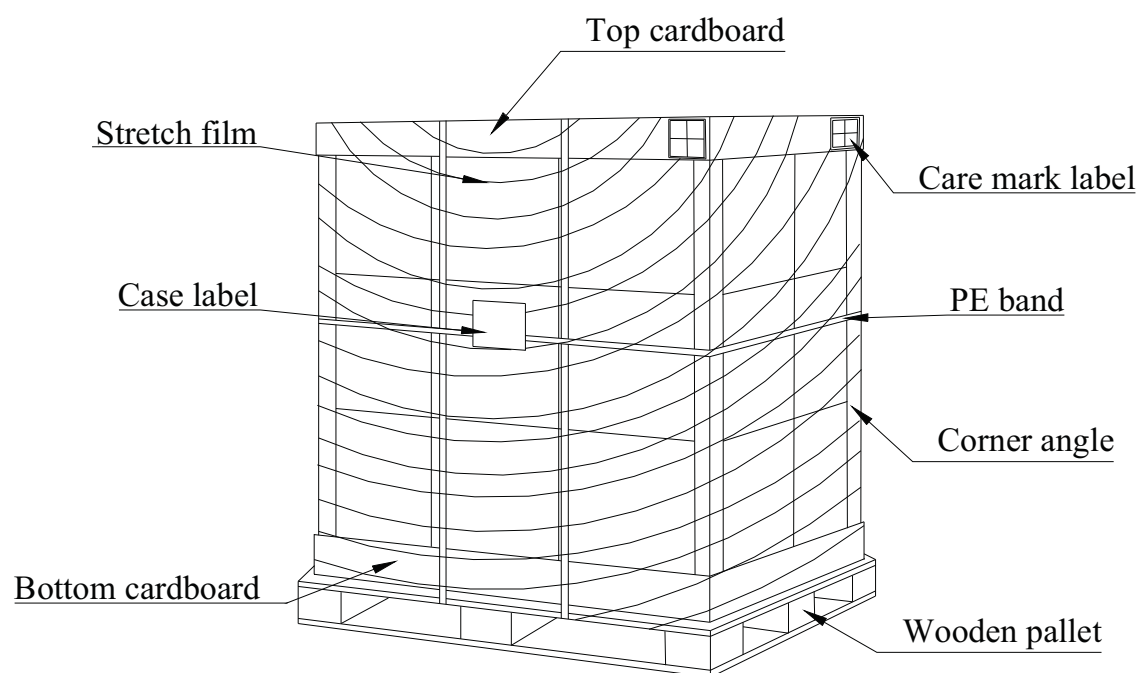 Top cardboard
Stretch film
Care mark label
Case label
PE band
Corner angle
Bottom cardboard
Wooden pallet